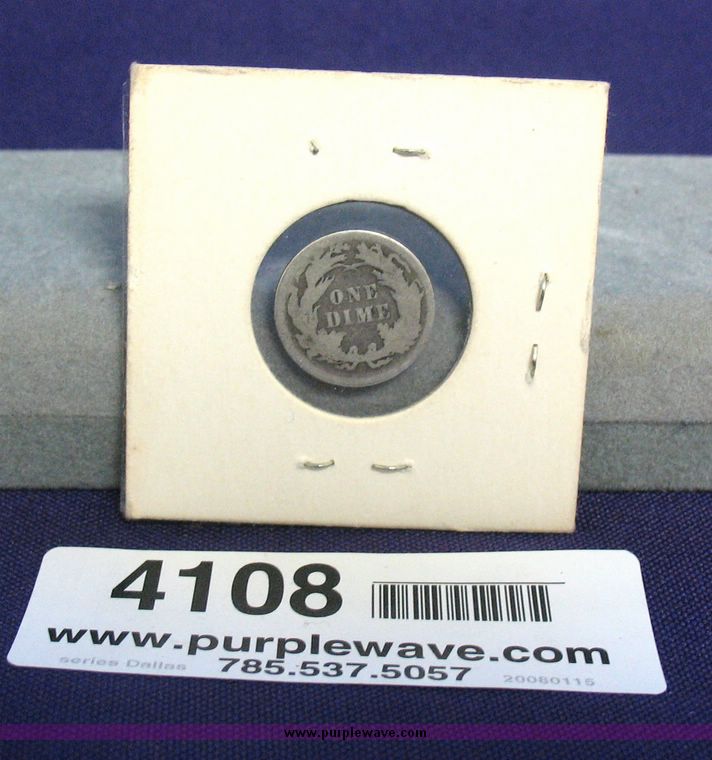 ONE
DIME
4108
www.purplewave.com
785.537.5057
series Dallas
20080115
www.purplewave.com